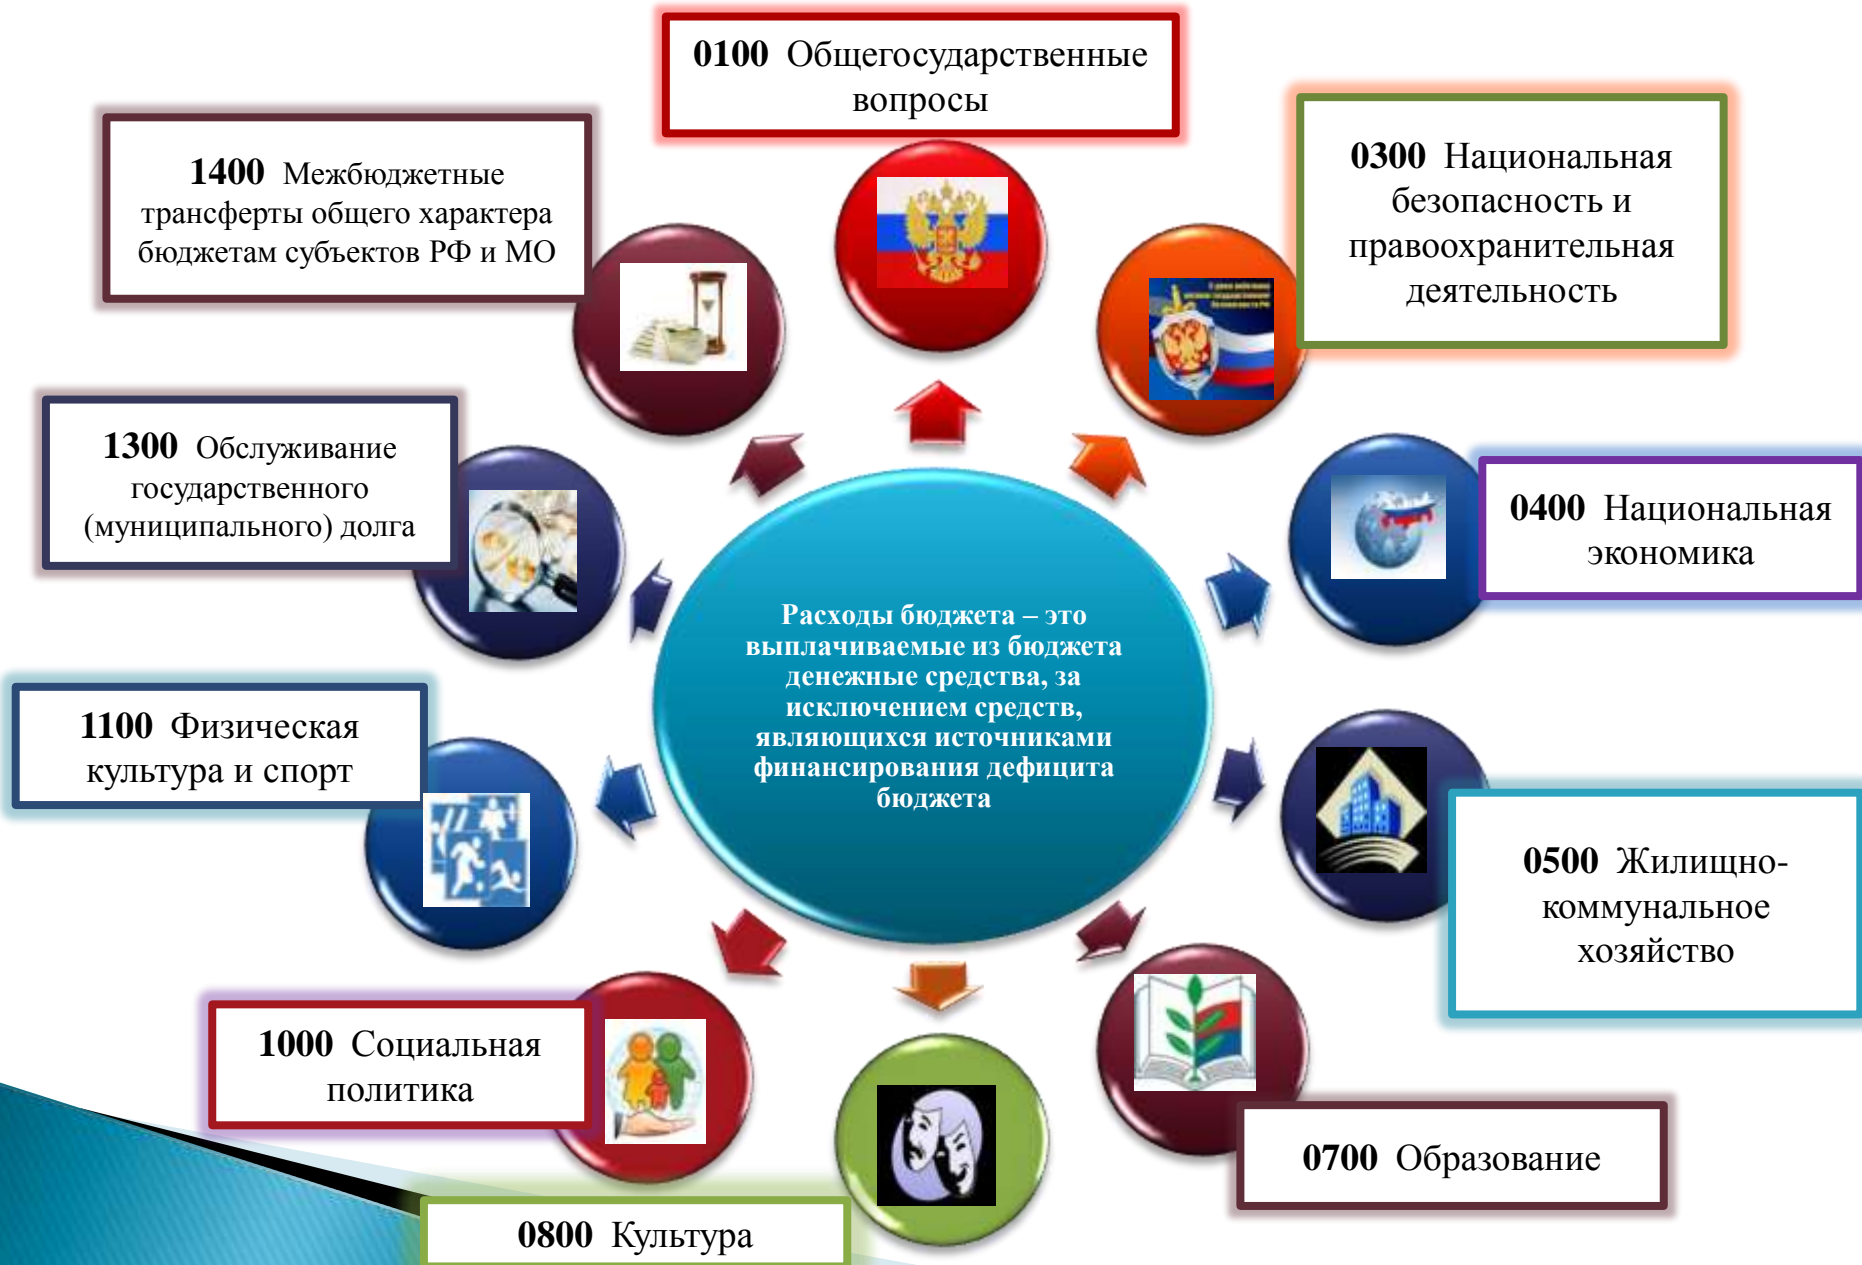 0100 Общегосударственные
вопросы
0300 Национальная
безопасность и
правоохранительная
деятельность
0400 Национальная
экономика
0500 Жилищно-
коммунальное
хозяйство
0700 Образование
0800 Культура
1000 Социальная
политика
1100 Физическая
культура и спорт
1300 Обслуживание
государственного
(муниципального) долга
1400 Межбюджетные
трансферты общего характера
бюджетам субъектов РФ и МО
Расходы бюджета – это
выплачиваемые из бюджета
денежные средства, за
исключением средств,
являющихся источниками
финансирования дефицита
бюджета